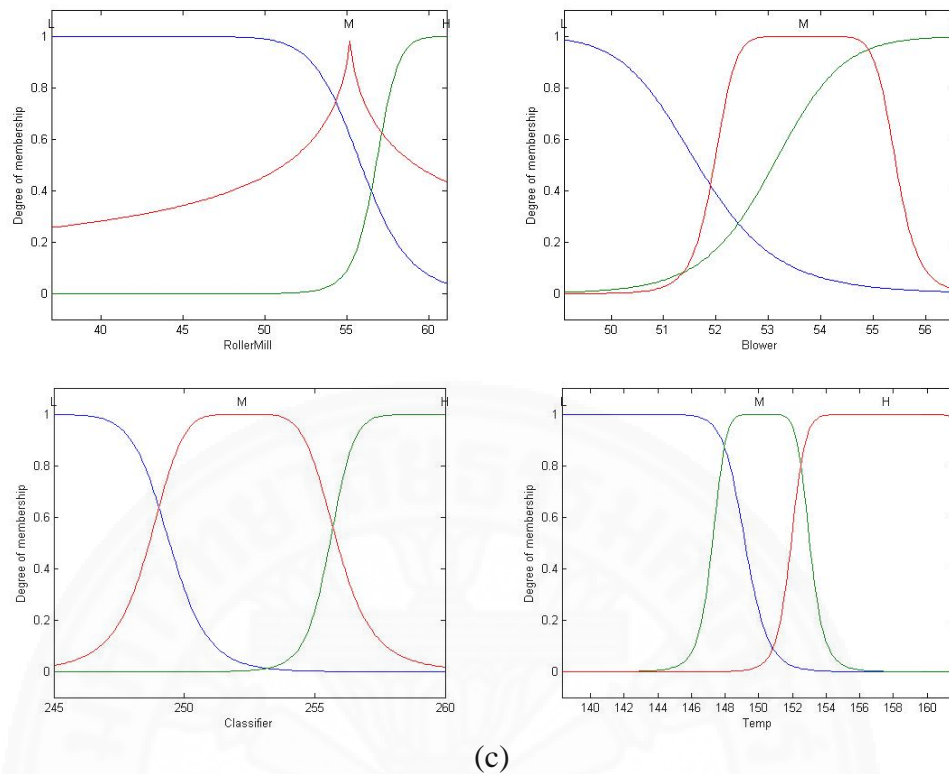 L M H
1
0.8
0.6
0.4
0.2
0
Degree of membership
40 45 50 55 60
RollerMill
L M
1
0.8
0.6
0.4
0.2
0
Degree of membership
50 51 52 53 54 55 56
Blower
L M H
1
0.8
0.6
0.4
0.2
0
Degree of membership
245 250 255 260
Classifier
L M H
1
0.8
0.6
0.4
0.2
0
Degree of membership
140 142 144 146 148 150 152 154 156 158 160
Temp
(c)